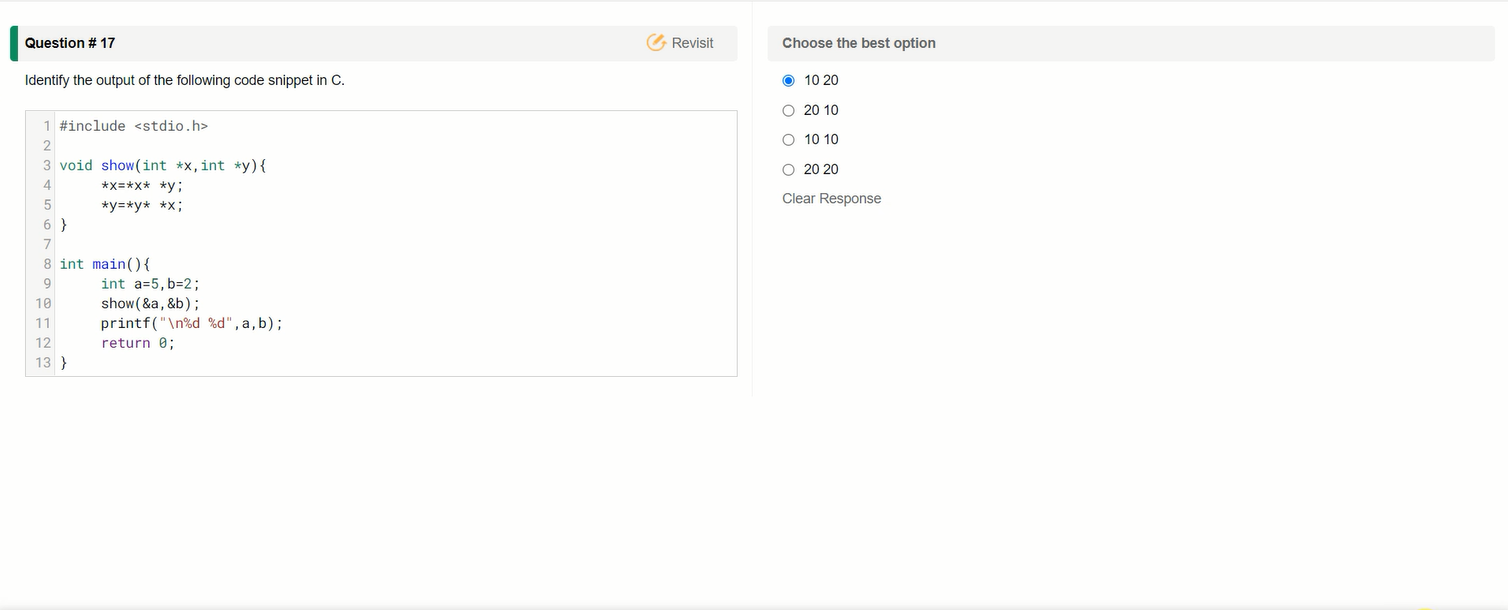 Question # 17
Revisit
Identify the output of the following code snippet in C.
1 #include <stdio.h>
2
3 void show(int *x,int *y){
4 *x=*x* *y;
5 *y=*y* *x;
6 }
7
8 int main(){
9 int a=5,b=2;
10 show(&a,&b);
11 printf("\n%d %d",a,b);
12 return 0;
13 }
Choose the best option
10 20
20 10
10 10
20 20
Clear Response